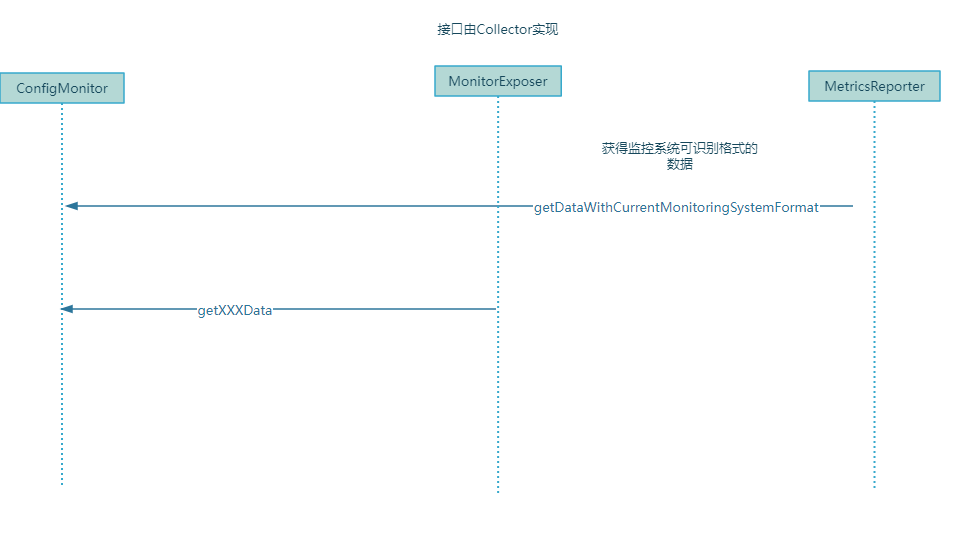 接口由Collector实现
ConfigMonitor
MonitorExposer
MetricsReporter
获得监控系统可识别格式的
数据
getDataWithCurrentMonitoringSystemFormat
getXXXData